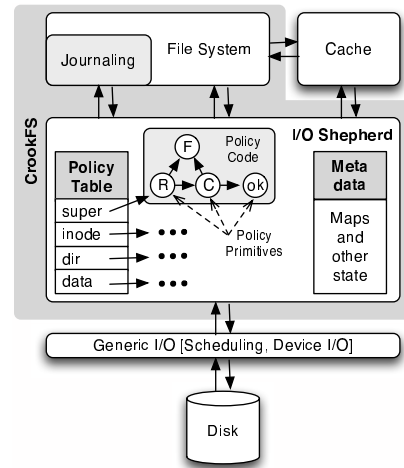 File System
Journaling
Cache
CrookFS
I/O Shepherd
Policy
Code
F
R
C
ok
Policy
Table
super
inode
dir
data
Policy
Primitives
Meta
data
Maps
and
other
state
Generic I/O [Scheduling, Device I/O]
Disk